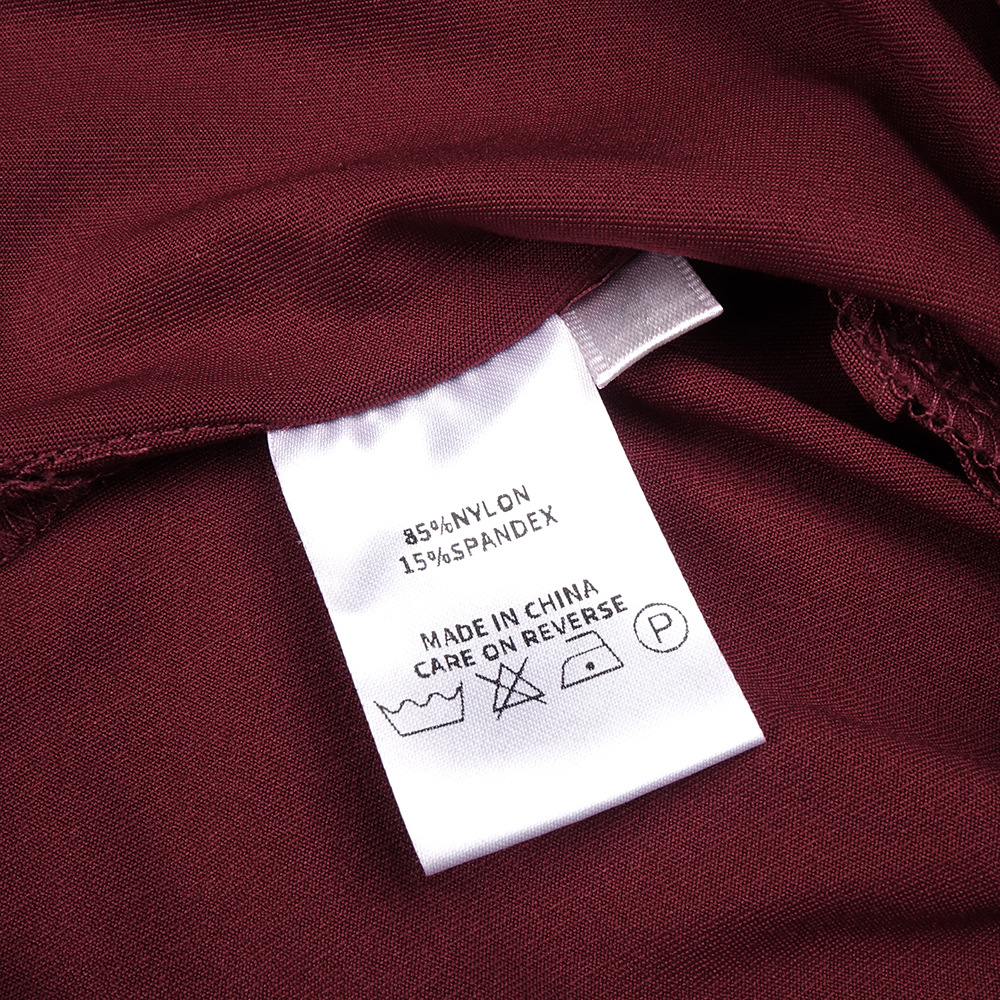 85%NYLON
15%SPANDEX
MADE IN CHINA
CARE ON REVERSE
P